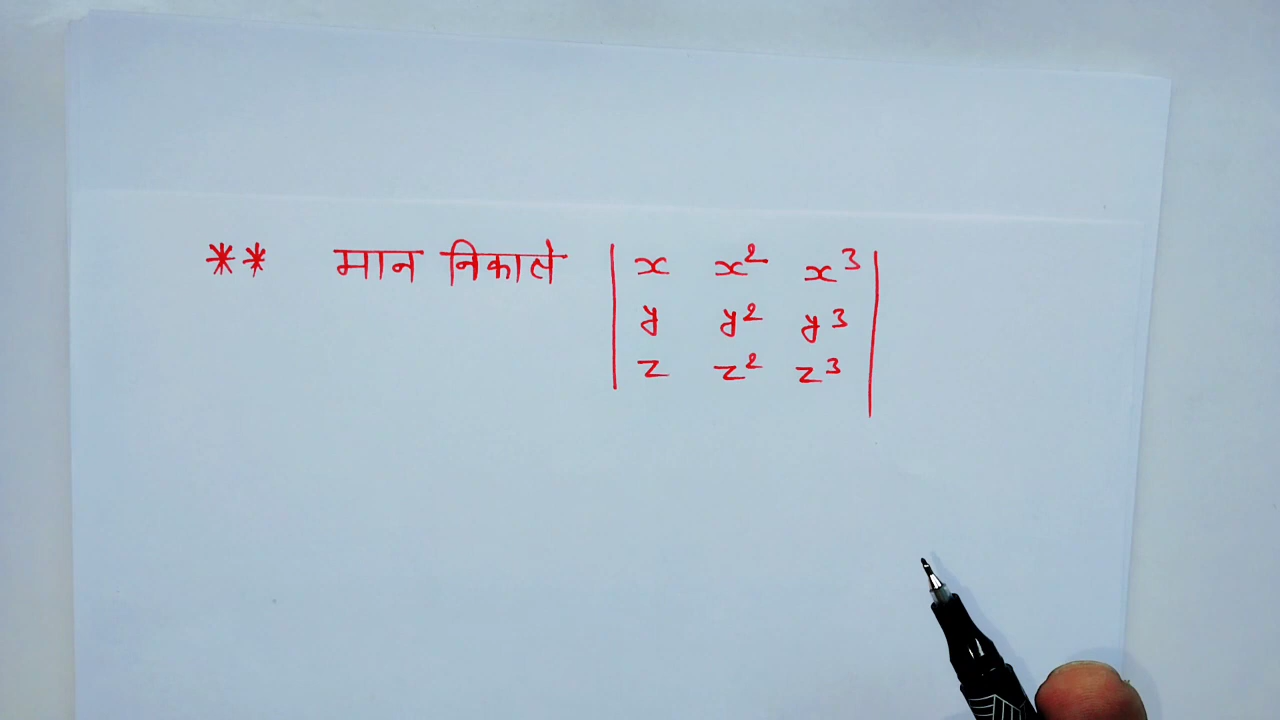 ** मान निकाले | x x² x³ |
| y y² y³ |
| z z² z³ |